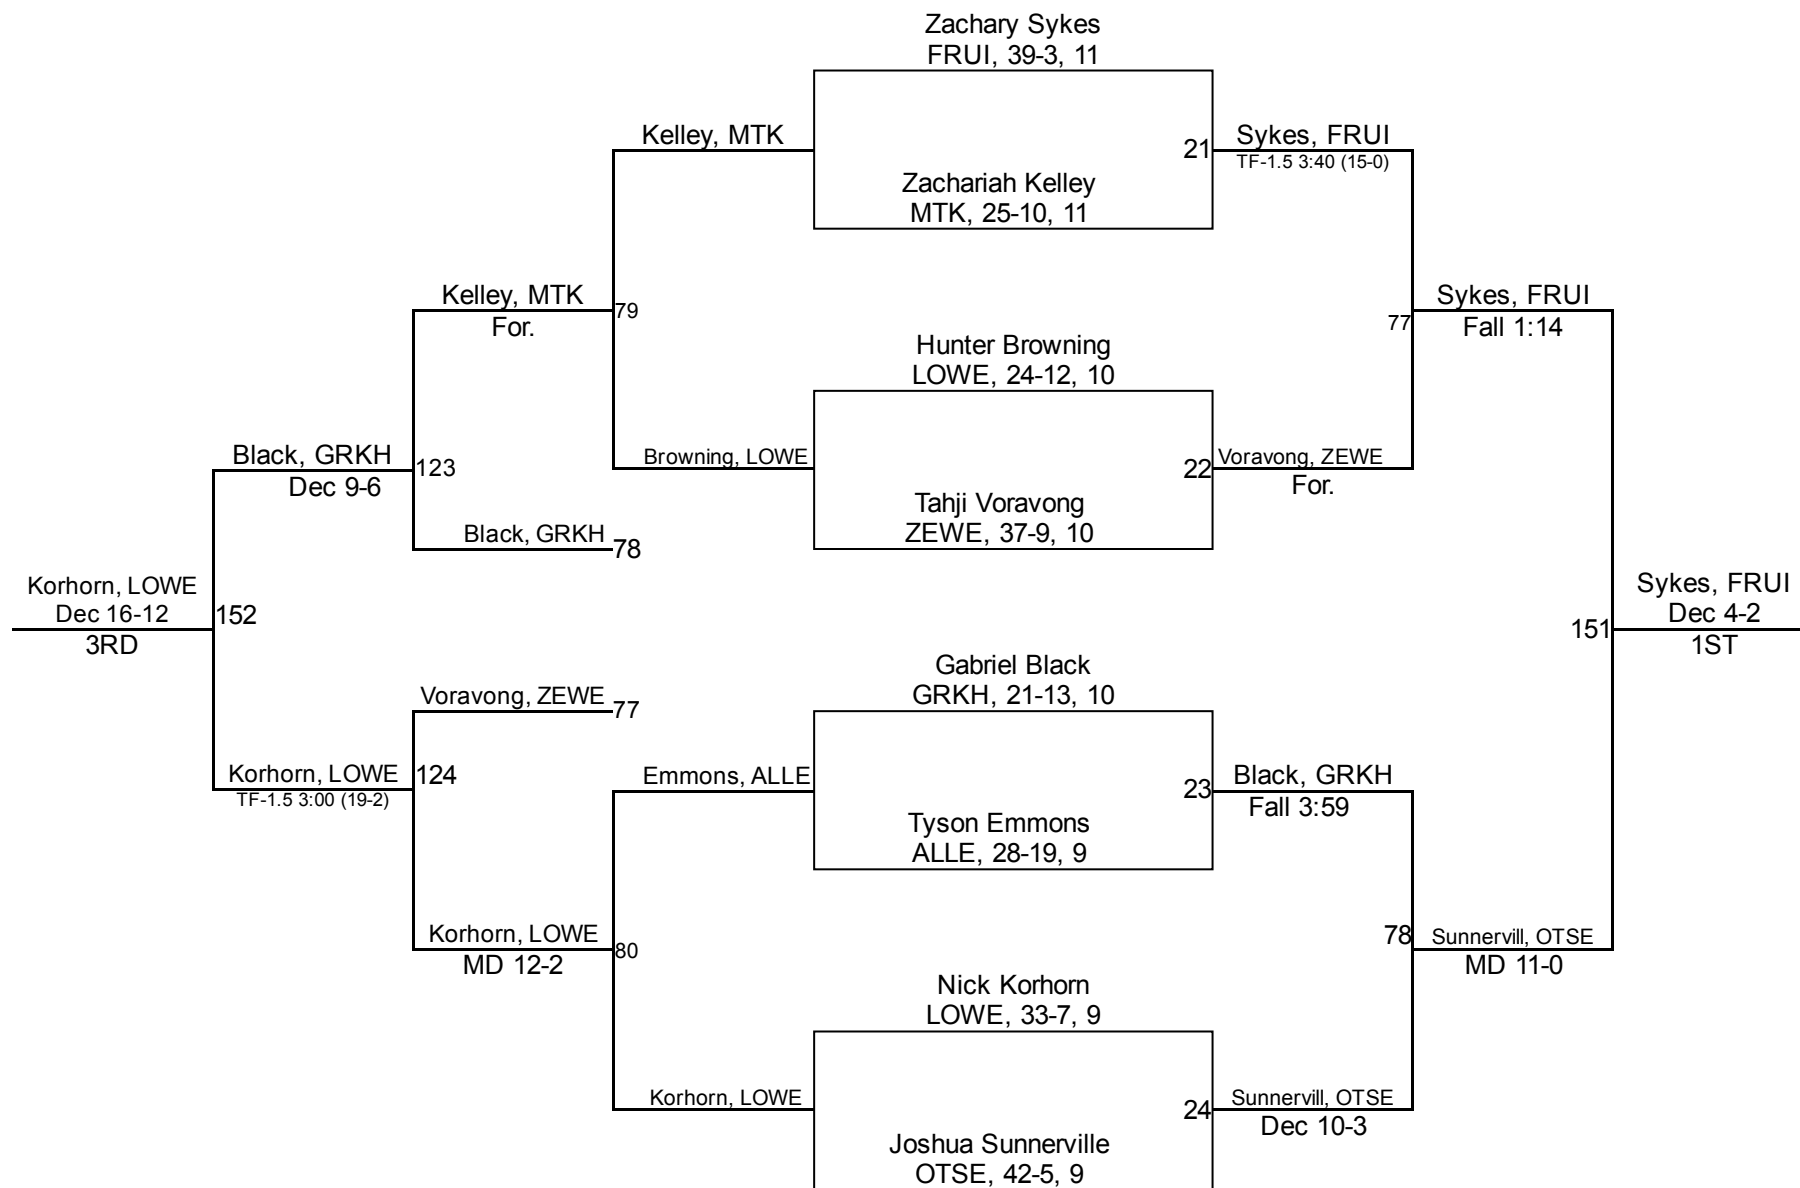 Zachary Sykes
FRUI, 39-3, 11
Kelley, MTK
21
Sykes, FRUI
TF-1.5 3:40 (15-0)
Zachariah Kelley
MTK, 25-10, 11
Kelley, MTK
For.
79
77
Sykes, FRUI
Fall 1:14
Hunter Browning
LOWE, 24-12, 10
Black, GRKH
Dec 9-6
123
Browning, LOWE
22
Voravong, ZEWE
For.
Tahji Voravong
ZEWE, 37-9, 10
Black, GRKH
78
Korhorn, LOWE
Dec 16-12
3RD
152
151
Sykes, FRUI
Dec 4-2
1ST
Gabriel Black
GRKH, 21-13, 10
Voravong, ZEWE
77
Korhorn, LOWE
TF-1.5 3:00 (19-2)
124
Emmons, ALLE
23
Black, GRKH
Fall 3:59
Tyson Emmons
ALLE, 28-19, 9
Korhorn, LOWE
MD 12-2
80
78
Sunnervill, OTSE
MD 11-0
Nick Korhorn
LOWE, 33-7, 9
Korhorn, LOWE
24
Sunnervill, OTSE
Dec 10-3
Joshua Sunnerville
OTSE, 42-5, 9